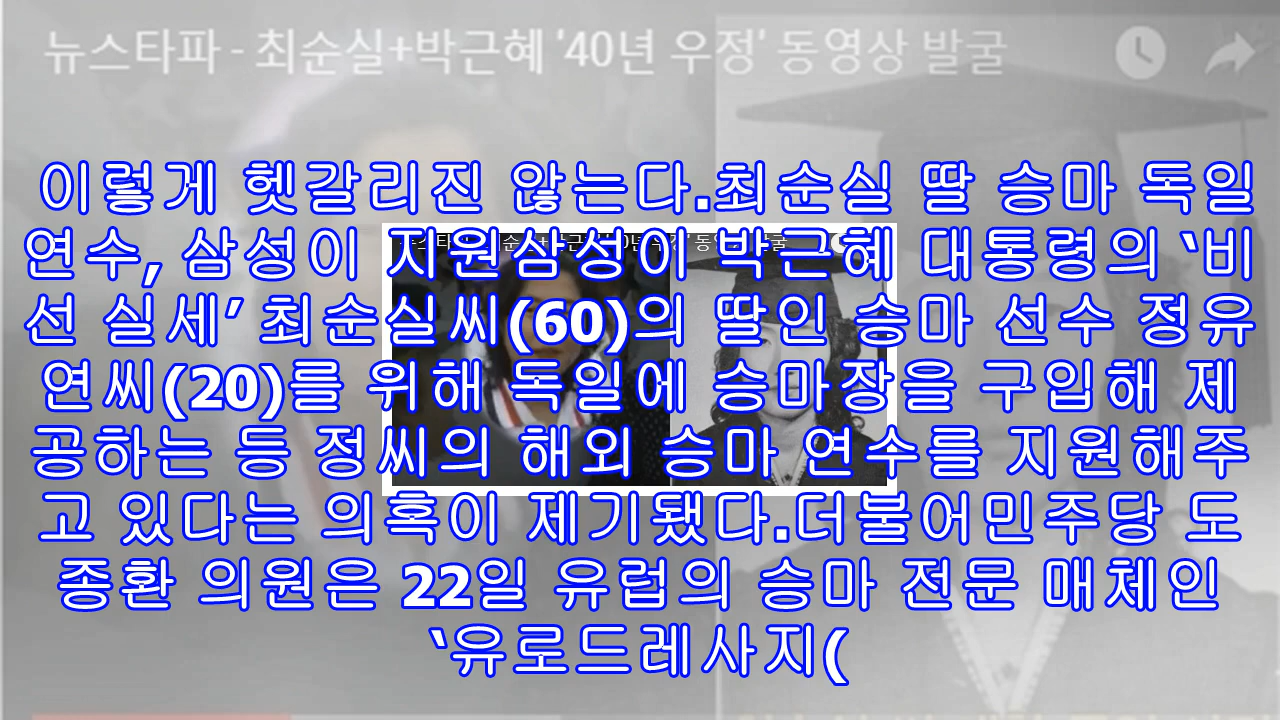 뉴스타파 - 최순실+박근혜 '40년 우정' 동영상 발굴
이렇게 헷갈리진 않는다.최순실 딸 승마 독일
연수, 삼성이 지원삼성이 박근혜 대통령의 ‘비
선 실세’ 최순실씨(60)의 딸인 승마 선수 정유
연씨(20)를 위해 독일에 승마장을 구입해 제
공하는 등 정씨의 해외 승마 연수를 지원해주
고 있다는 의혹이 제기됐다.더불어민주당 도
종환 의원은 22일 유럽의 승마 전문 매체인
‘유로드레사지(